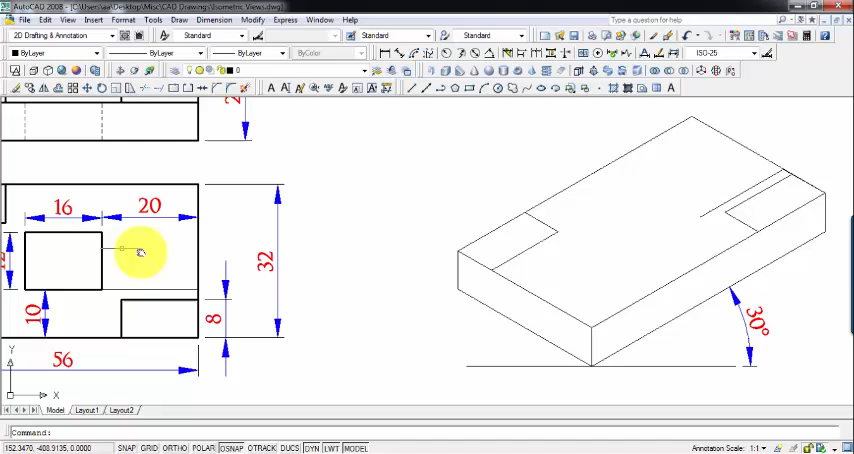 AutoCAD 2008 - [C:\Users\aa\Desktop\Misc\CAD Drawings\Isometric Views.dwg]
File Edit View Insert Format Tools Draw Dimension Modify Express Window Help
Type a question for help
2D Drafting & Annotation Standard Standard Standard
ByLayer ByLayer ByLayer ByColor ISO-25
0
16 20
32
10
8
56
30°
Y
X
Model Layout1 Layout2
Command:
152.3470, -408.9135, 0.0000 SNAP GRID ORTHO POLAR OSNAP OTRACK DUCS DYN LWT MODEL Annotation Scale: 1:1